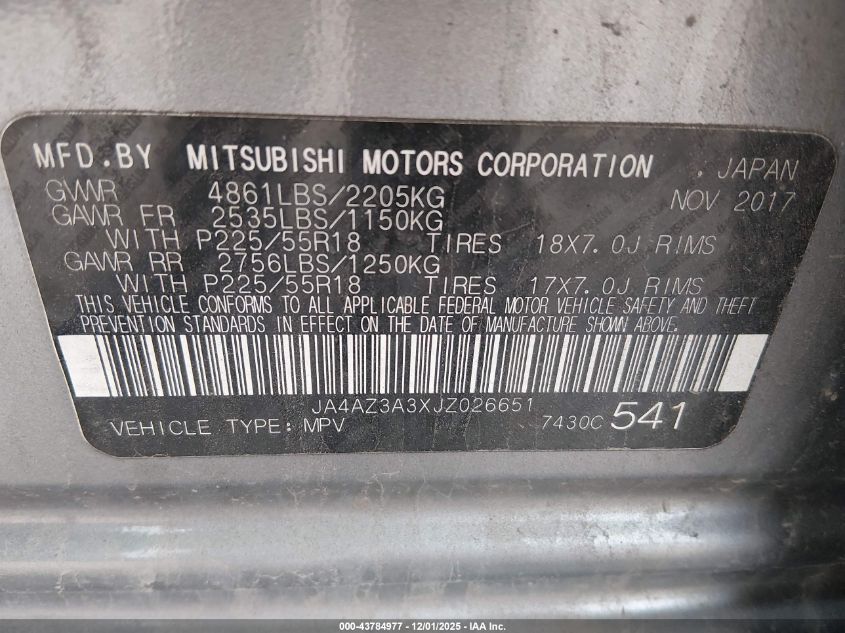 MFD.BY MITSUBISHI MOTORS CORPORATION . JAPAN
GVWR 4861LBS/2205KG NOV 2017
GAWR FR 2535LBS/1150KG
WITH P225/55R18 TIRES 18X7.0J RIMS
GAWR RR 2756LBS/1250KG
WITH P225/55R18 TIRES 17X7.0J RIMS
THIS VEHICLE CONFORMS TO ALL APPLICABLE FEDERAL MOTOR VEHICLE SAFETY AND THEFT
PREVENTION STANDARDS IN EFFECT ON THE DATE OF MANUFACTURE SHOWN ABOVE.
JA4AZ3A3XJZ026651
VEHICLE TYPE: MPV 7430C 541
000-43784977 - 12/01/2025 - IAA Inc.